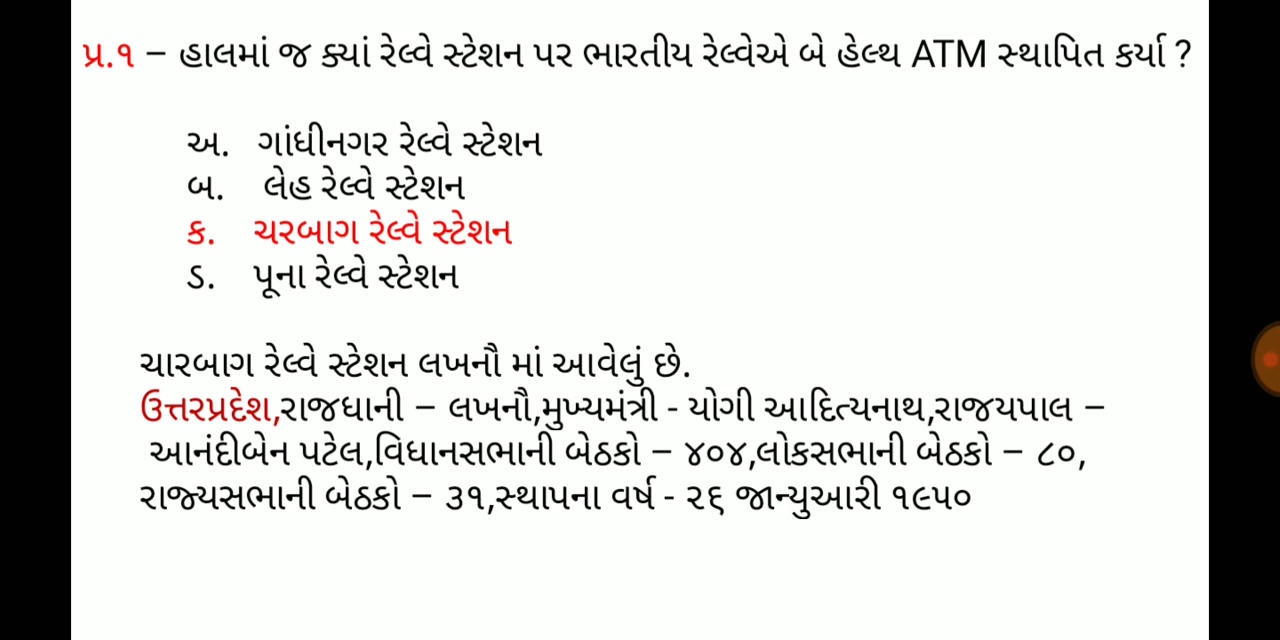 પ્ર.૧ – હાલમાં જ ક્યાં રેલ્વે સ્ટેશન પર ભારતીય રેલ્વેએ બે હેલ્થ ATM સ્થાપિત કર્યા ?
અ. ગાંધીનગર રેલ્વે સ્ટેશન
બ. લેહ રેલ્વે સ્ટેશન
ક. ચરબાગ રેલ્વે સ્ટેશન
ડ. પૂના રેલ્વે સ્ટેશન
ચારબાગ રેલ્વે સ્ટેશન લખનૌ માં આવેલું છે.
ઉત્તરપ્રદેશ,રાજધાની – લખનૌ,મુખ્યમંત્રી - યોગી આદિત્યનાથ,રાજયપાલ –
આનંદીબેન પટેલ,વિધાનસભાની બેઠકો – ૪૦૪,લોકસભાની બેઠકો – ૮૦,
રાજ્યસભાની બેઠકો – ૩૧,સ્થાપના વર્ષ - ૨૬ જાન્યુઆરી ૧૯૫૦